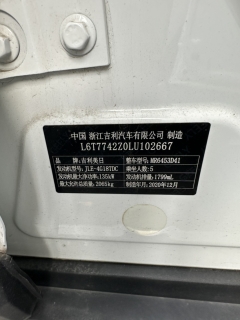 中国 浙江吉利汽车有限公司 制造
L6T7742Z0LU102667
品牌:吉利美日 整车型号:MR6453D41
发动机型号:JLE-4G18TDC 乘坐人数:5
发动机最大净功率:135kW 发动机排量:1799mL
最大允许总质量:2065kg 制造年月:2020年12月